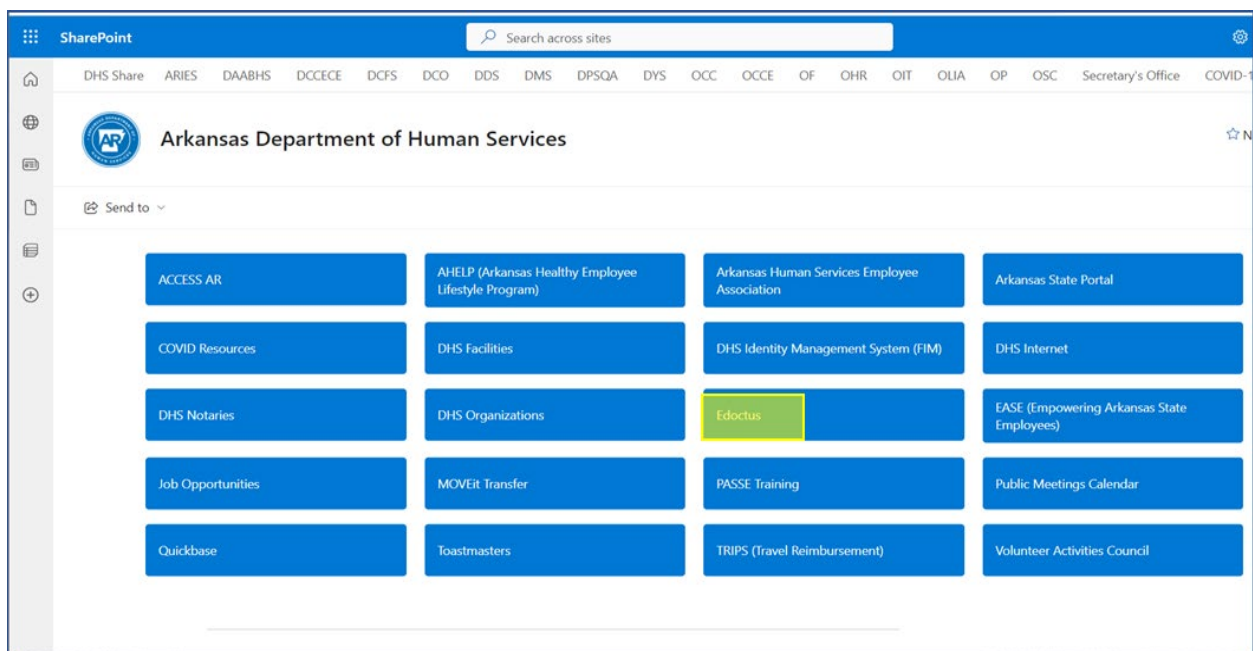 SharePoint
Search across sites
DHS Share ARIES DAABHS DCCECE DCFS DCO DDS DMS DPSQA DYS OCC OCCE OF OHR OIT OLIA OP OSC Secretary's Office COVID-1
AR
Arkansas Department of Human Services
N
Send to
ACCESS AR
AHELP (Arkansas Healthy Employee
Lifestyle Program)
Arkansas Human Services Employee
Association
Arkansas State Portal
COVID Resources
DHS Facilities
DHS Identity Management System (FIM)
DHS Internet
DHS Notaries
DHS Organizations
Edoctus
EASE (Empowering Arkansas State
Employees)
Job Opportunities
MOVEit Transfer
PASSE Training
Public Meetings Calendar
Quickbase
Toastmasters
TRIPS (Travel Reimbursement)
Volunteer Activities Council